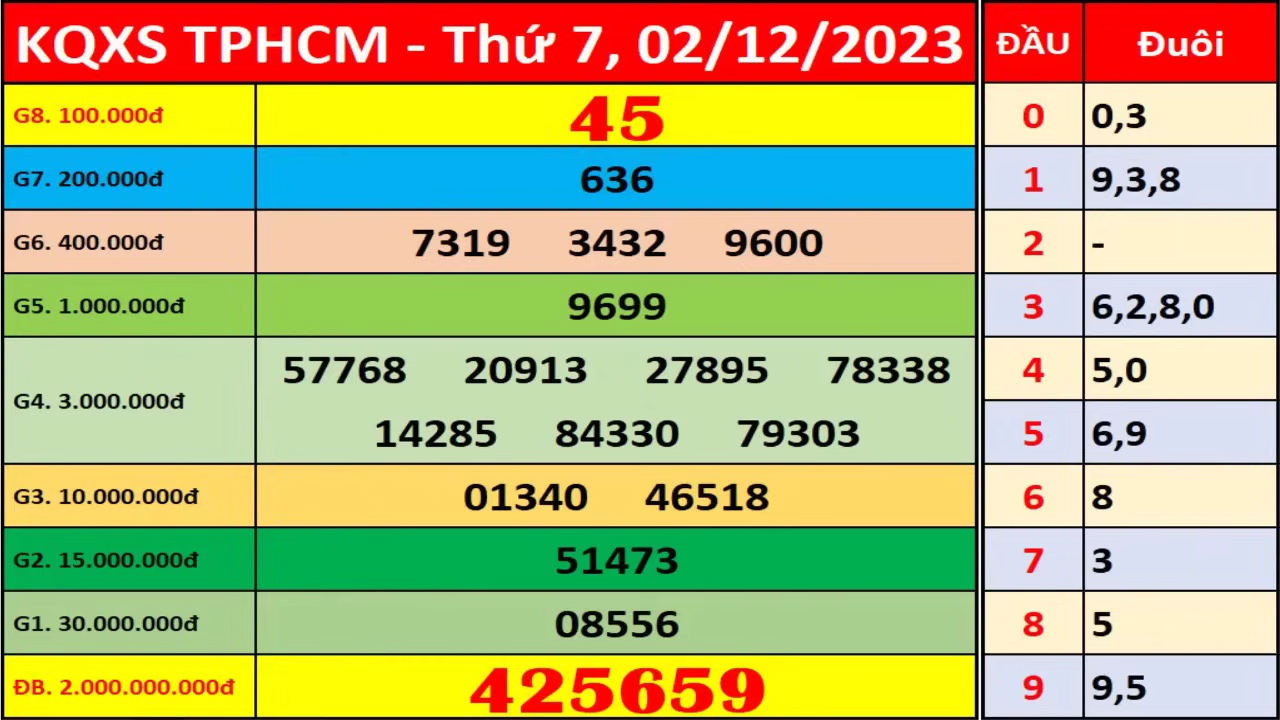 KQXS TPHCM - Thứ 7, 02/12/2023
G8. 100.000đ 45
G7. 200.000đ 636
G6. 400.000đ 7319 3432 9600
G5. 1.000.000đ 9699
G4. 3.000.000đ 57768 20913 27895 78338
14285 84330 79303
G3. 10.000.000đ 01340 46518
G2. 15.000.000đ 51473
G1. 30.000.000đ 08556
ĐB. 2.000.000.000đ 425659
ĐẦU Đuôi
0 0,3
1 9,3,8
2 -
3 6,2,8,0
4 5,0
5 6,9
6 8
7 3
8 5
9 9,5